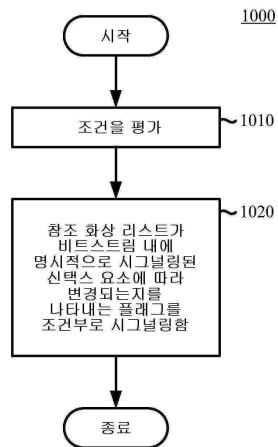 1000
시작
조건을 평가
1010
참조 화상 리스트가
비트스트림 내에
명시적으로 시그널링된
신택스 요소에 따라
변경되는지를
나타내는 플래그를
조건부로 시그널링함
1020
종료